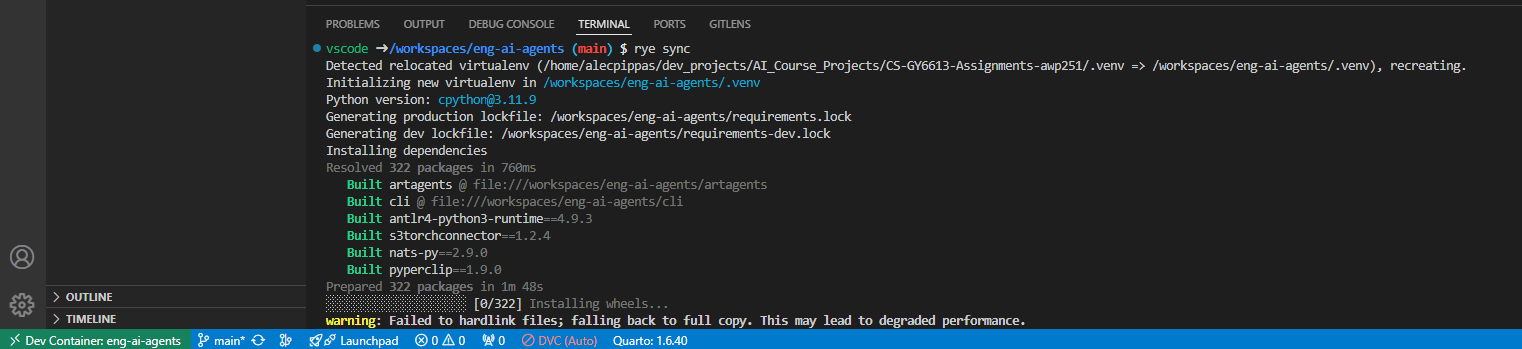 PROBLEMS OUTPUT DEBUG CONSOLE TERMINAL PORTS GITLENS
vscode ➜/workspaces/eng-ai-agents (main) $ rye sync
Detected relocated virtualenv (/home/alecpippas/dev_projects/AI_Course_Projects/CS-GY6613-Assignments-awp251/.venv => /workspaces/eng-ai-agents/.venv), recreating.
Initializing new virtualenv in /workspaces/eng-ai-agents/.venv
Python version: cpython@3.11.9
Generating production lockfile: /workspaces/eng-ai-agents/requirements.lock
Generating dev lockfile: /workspaces/eng-ai-agents/requirements-dev.lock
Installing dependencies
Resolved 322 packages in 760ms
Built artagents @ file:///workspaces/eng-ai-agents/artagents
Built cli @ file:///workspaces/eng-ai-agents/cli
Built antlr4-python3-runtime==4.9.3
Built s3torchconnector==1.2.4
Built nats-py==2.9.0
Built pyperclip==1.9.0
Prepared 322 packages in 1m 48s
[0/322] Installing wheels...
warning: Failed to hardlink files; falling back to full copy. This may lead to degraded performance.
OUTLINE
TIMELINE
Dev Container: eng-ai-agents main* Launchpad 0 0 0 DVC (Auto) Quarto: 1.6.40